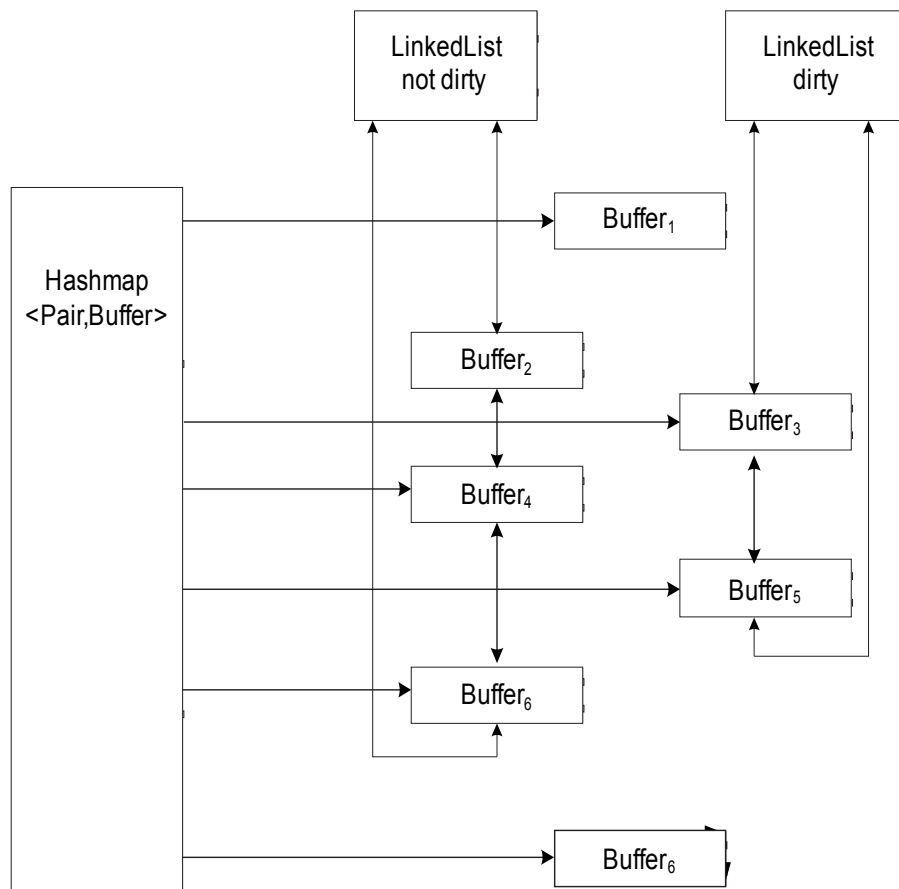 LinkedList
not dirty
LinkedList
dirty
Buffer₁
Hashmap
<Pair,Buffer>
Buffer₂
Buffer₃
Buffer₄
Buffer₅
Buffer₆
Buffer₆